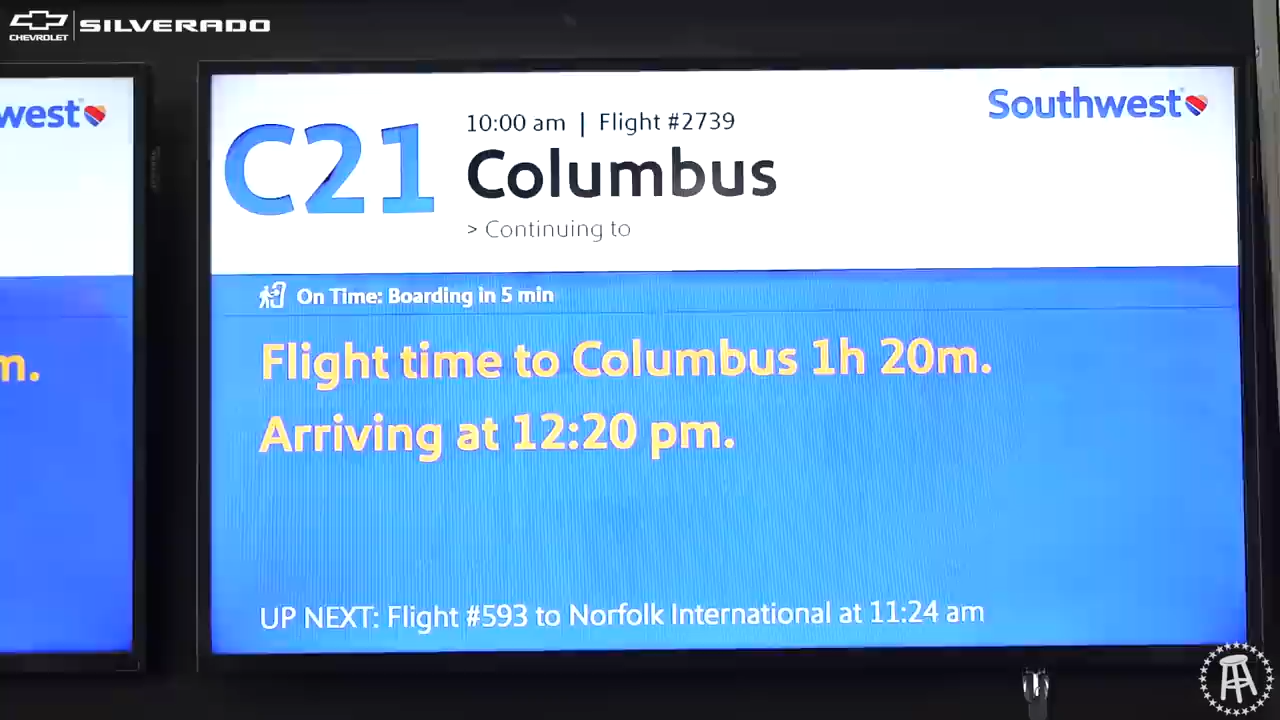 CHEVROLET
SILVERADO
west
m.
C21
10:00 am | Flight #2739
Columbus
> Continuing to
Southwest
On Time: Boarding in 5 min
Flight time to Columbus 1h 20m.
Arriving at 12:20 pm.
UP NEXT: Flight #593 to Norfolk International at 11:24 am